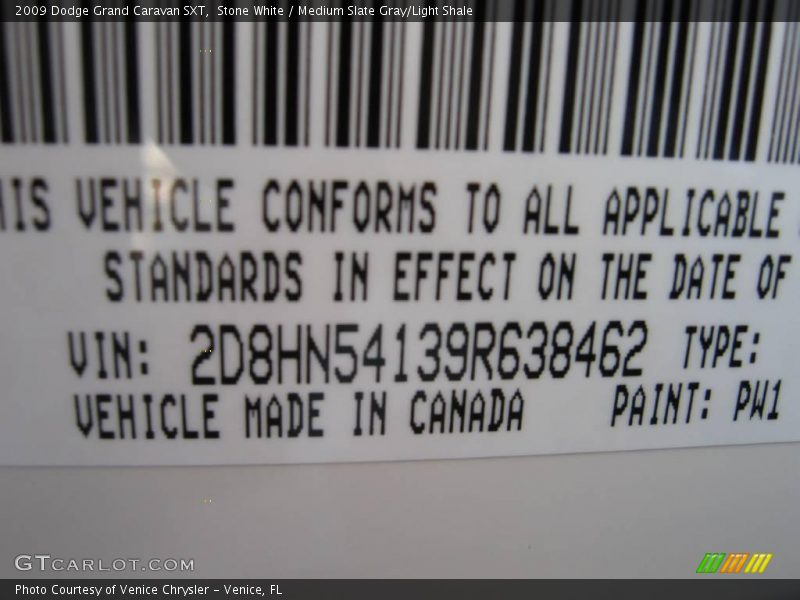 2009 Dodge Grand Caravan SXT,  Stone White / Medium Slate Gray/Light Shale
HIS VEHICLE CONFORMS TO ALL APPLICABLE
STANDARDS IN EFFECT ON THE DATE OF
VIN: 2D8HN54139R638462 TYPE:
VEHICLE MADE IN CANADA PAINT: PW1
GTCARLOT.COM
Photo Courtesy of Venice Chrysler - Venice, FL